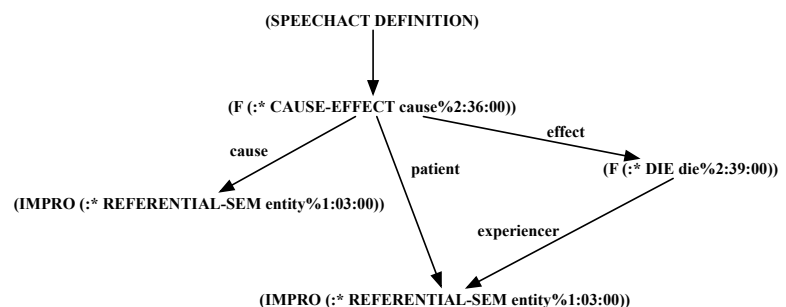 (SPEECHACT DEFINITION)
(F (:* CAUSE-EFFECT cause%2:36:00))
effect
cause
patient
(F (:* DIE die%2:39:00))
(IMPRO (:* REFERENTIAL-SEM entity%1:03:00))
experiencer
(IMPRO (:* REFERENTIAL-SEM entity%1:03:00))